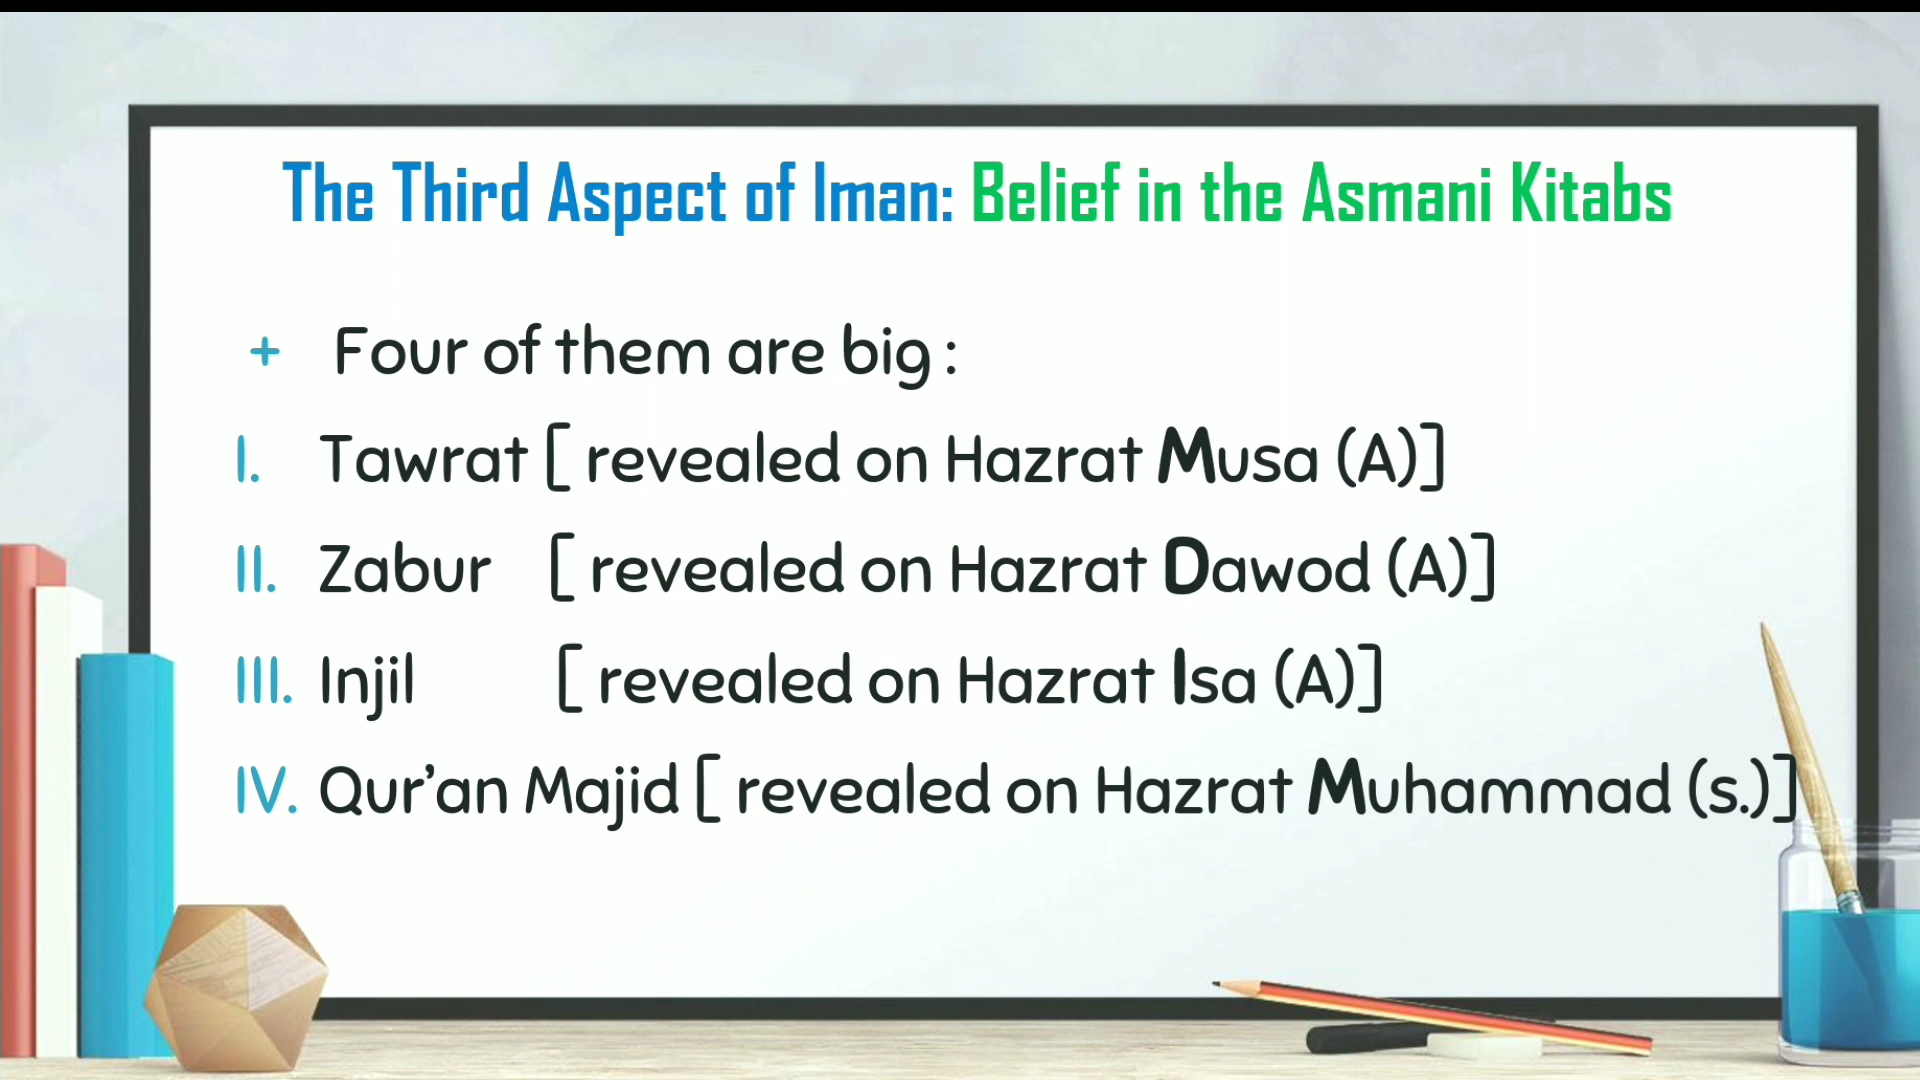 The Third Aspect of Iman: Belief in the Asmani Kitabs
+ Four of them are big :
I. Tawrat [ revealed on Hazrat Musa (A)]
II. Zabur [ revealed on Hazrat Dawod (A)]
III. Injil [ revealed on Hazrat Isa (A)]
IV. Qur’an Majid [ revealed on Hazrat Muhammad (s.)]